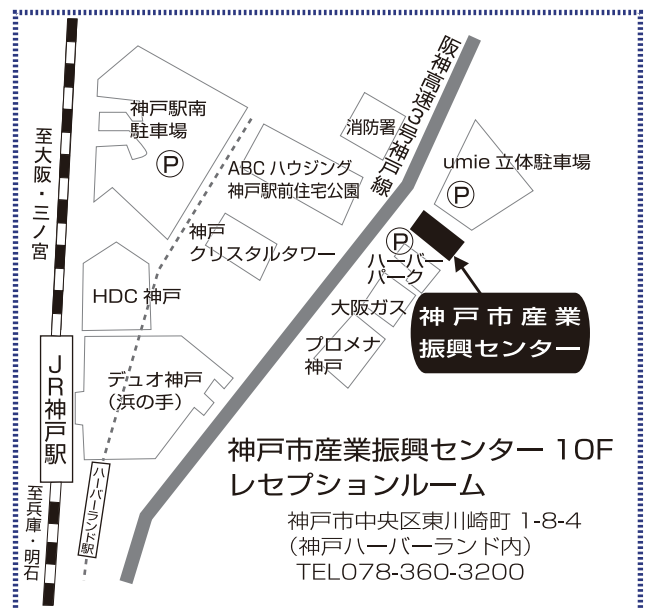 神戸駅南
駐車場
P
至大阪・三ノ宮
阪神高速3号神戸線
消防署
umie 立体駐車場
P
ABC ハウジング
神戸駅前住宅公園
神戸
クリスタルタワー
P
ハーバー
パーク
HDC 神戸
大阪ガス
プロメナ
神戸
神戸市産業
振興センター
JR神戸駅
デュオ神戸
（浜の手）
ハーバーランド駅
至兵庫・明石
神戸市産業振興センター 10F
レセプションルーム
神戸市中央区東川崎町 1-8-4
（神戸ハーバーランド内）
TEL078-360-3200